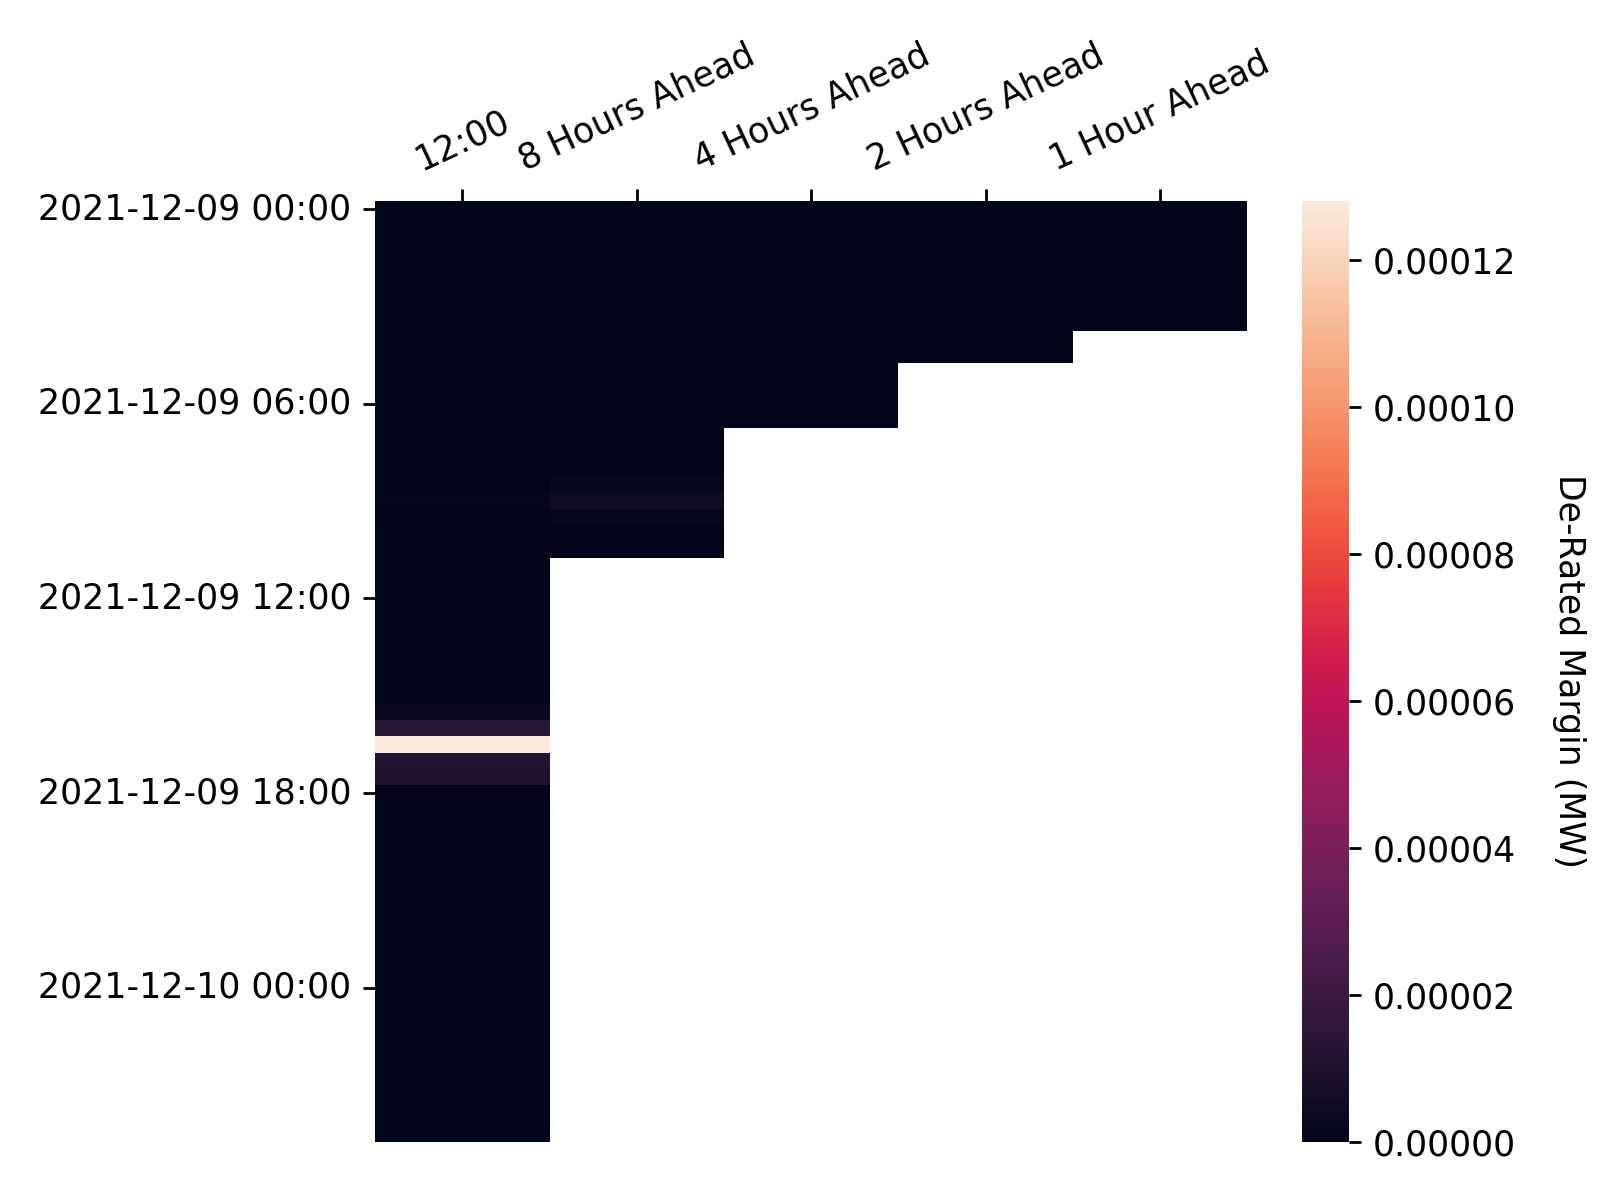 12:00
8 Hours Ahead
4 Hours Ahead
2 Hours Ahead
1 Hour Ahead
2021-12-09 00:00
2021-12-09 06:00
2021-12-09 12:00
2021-12-09 18:00
2021-12-10 00:00
0.00012
0.00010
0.00008
0.00006
0.00004
0.00002
0.00000
De-Rated Margin (MW)